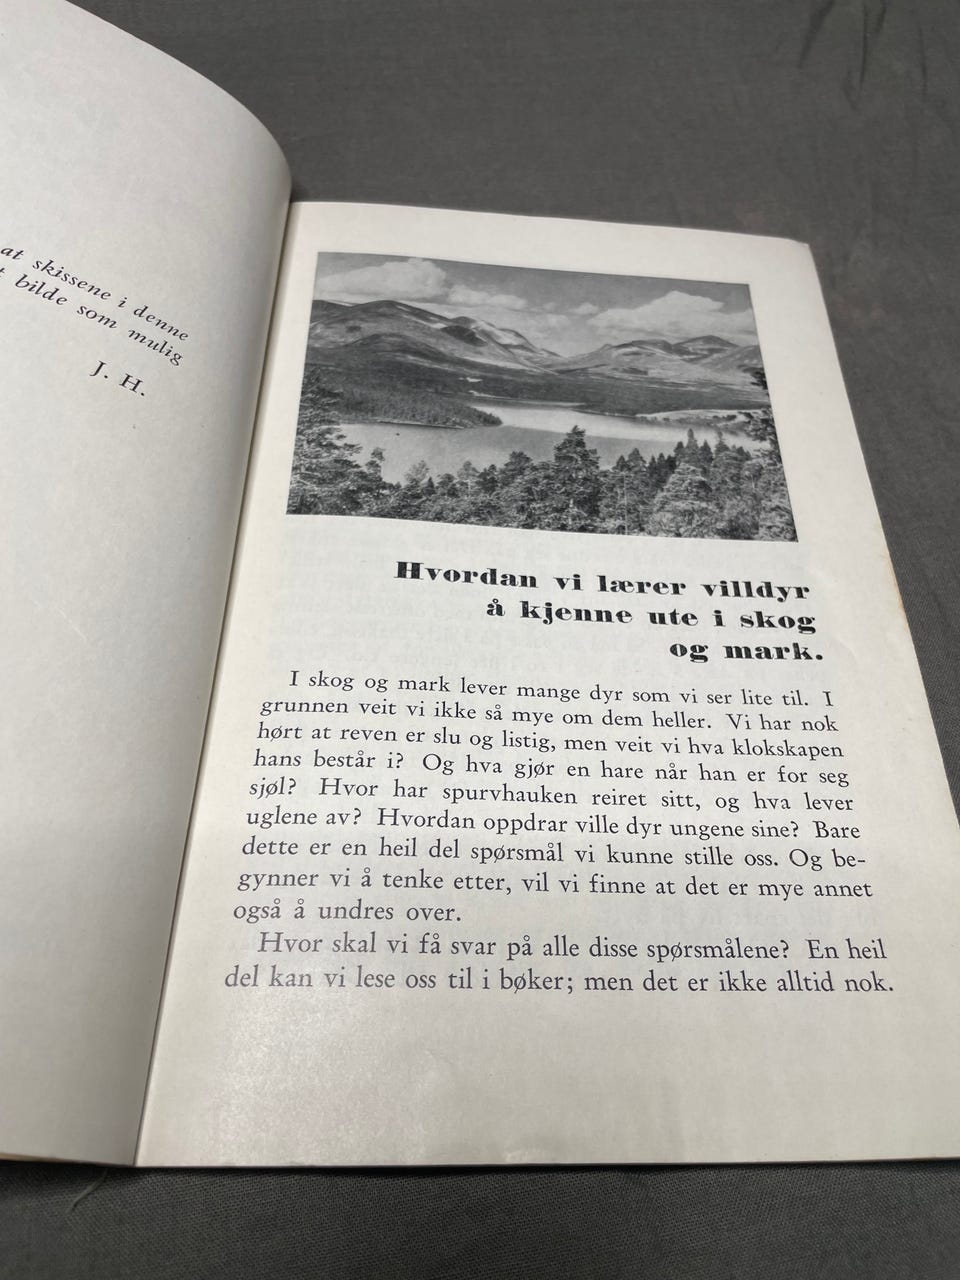 at skissene i denne
bilde som mulig
J. H.
Hvordan vi lærer villdyr
å kjenne ute i skog
og mark.
I skog og mark lever mange dyr som vi ser lite til. I
grunnen veit vi ikke så mye om dem heller. Vi har nok
hørt at reven er slu og listig, men veit vi hva klokskapen
hans består i? Og hva gjør en hare når han er for seg
sjøl? Hvor har spurvhauken reiret sitt, og hva lever
uglene av? Hvordan oppdrar ville dyr ungene sine? Bare
dette er en heil del spørsmål vi kunne stille oss. Og be-
gynner vi å tenke etter, vil vi finne at det er mye annet
også å undres over.
Hvor skal vi få svar på alle disse spørsmålene? En heil
del kan vi lese oss til i bøker; men det er ikke alltid nok.